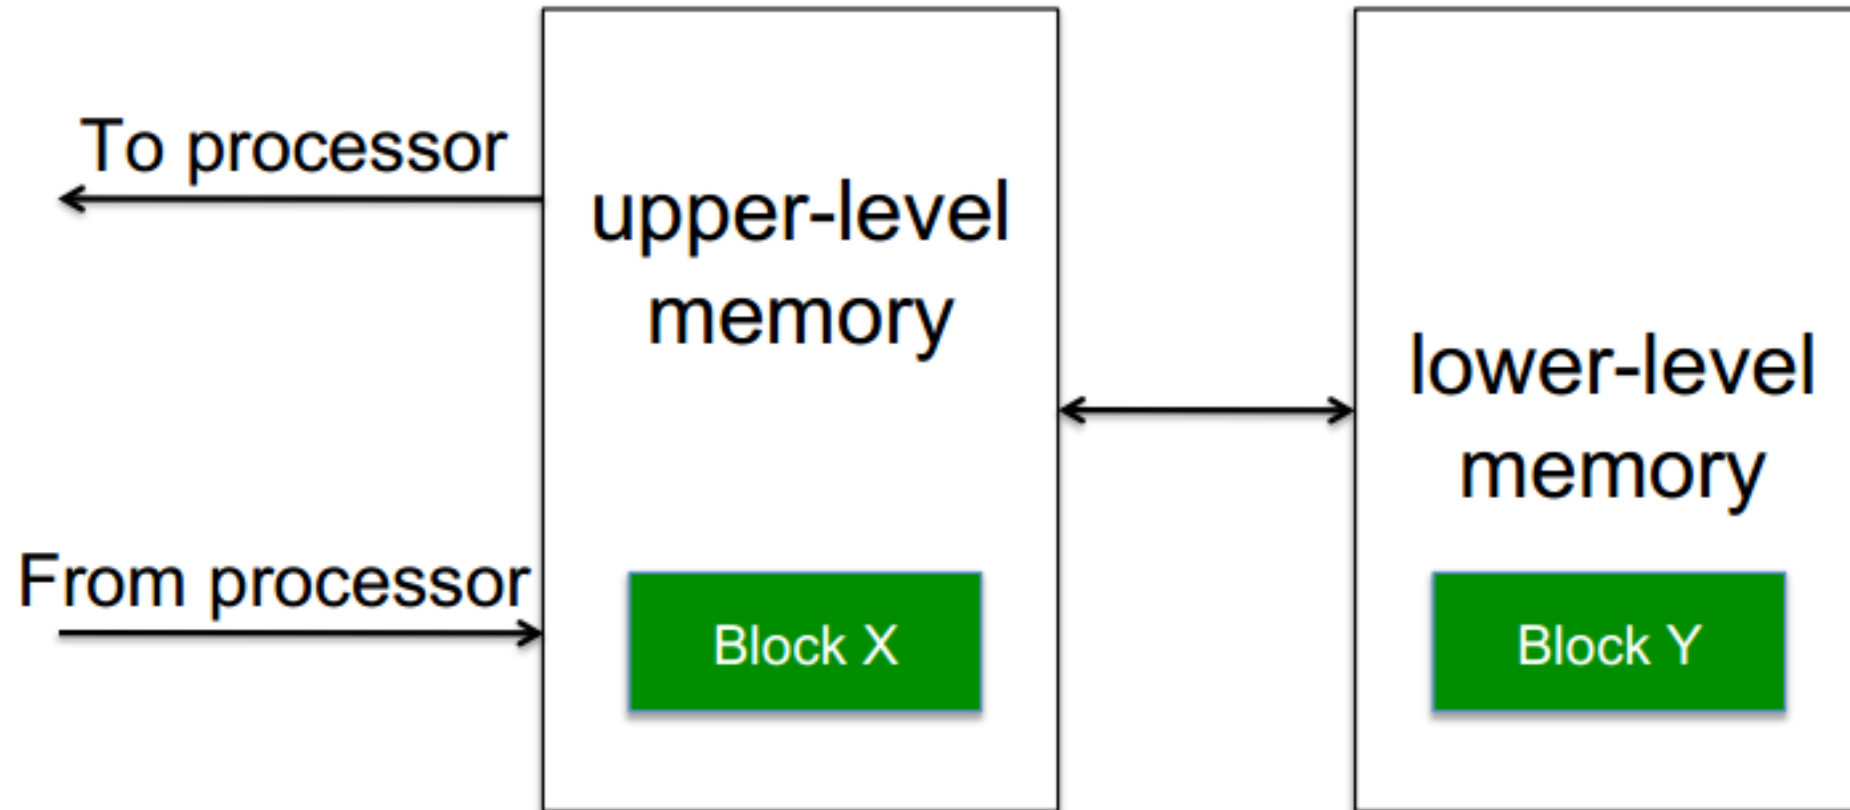 To processor
upper-level
memory
lower-level
memory
From processor
Block X
Block Y